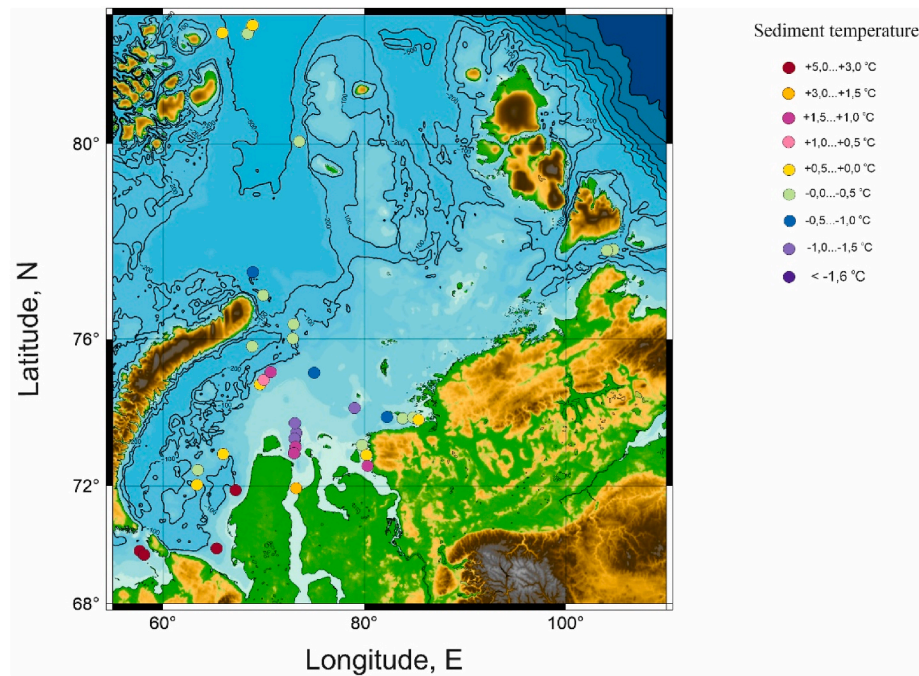 Sediment temperature
+5,0...+3,0 °C
+3,0...+1,5 °C
+1,5...+1,0 °C
+1,0...+0,5 °C
+0,5...+0,0 °C
-0,0...-0,5 °C
-0,5...-1,0 °C
-1,0...-1,5 °C
< -1,6 °C
80°
76°
72°
68°
60°
80°
100°
Latitude, N
Longitude, E